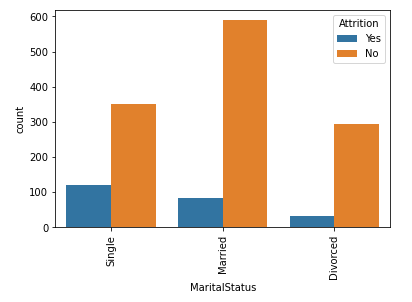 600
500
400
300
200
100
0
count
Attrition
Yes
No
Single
Married
Divorced
MaritalStatus